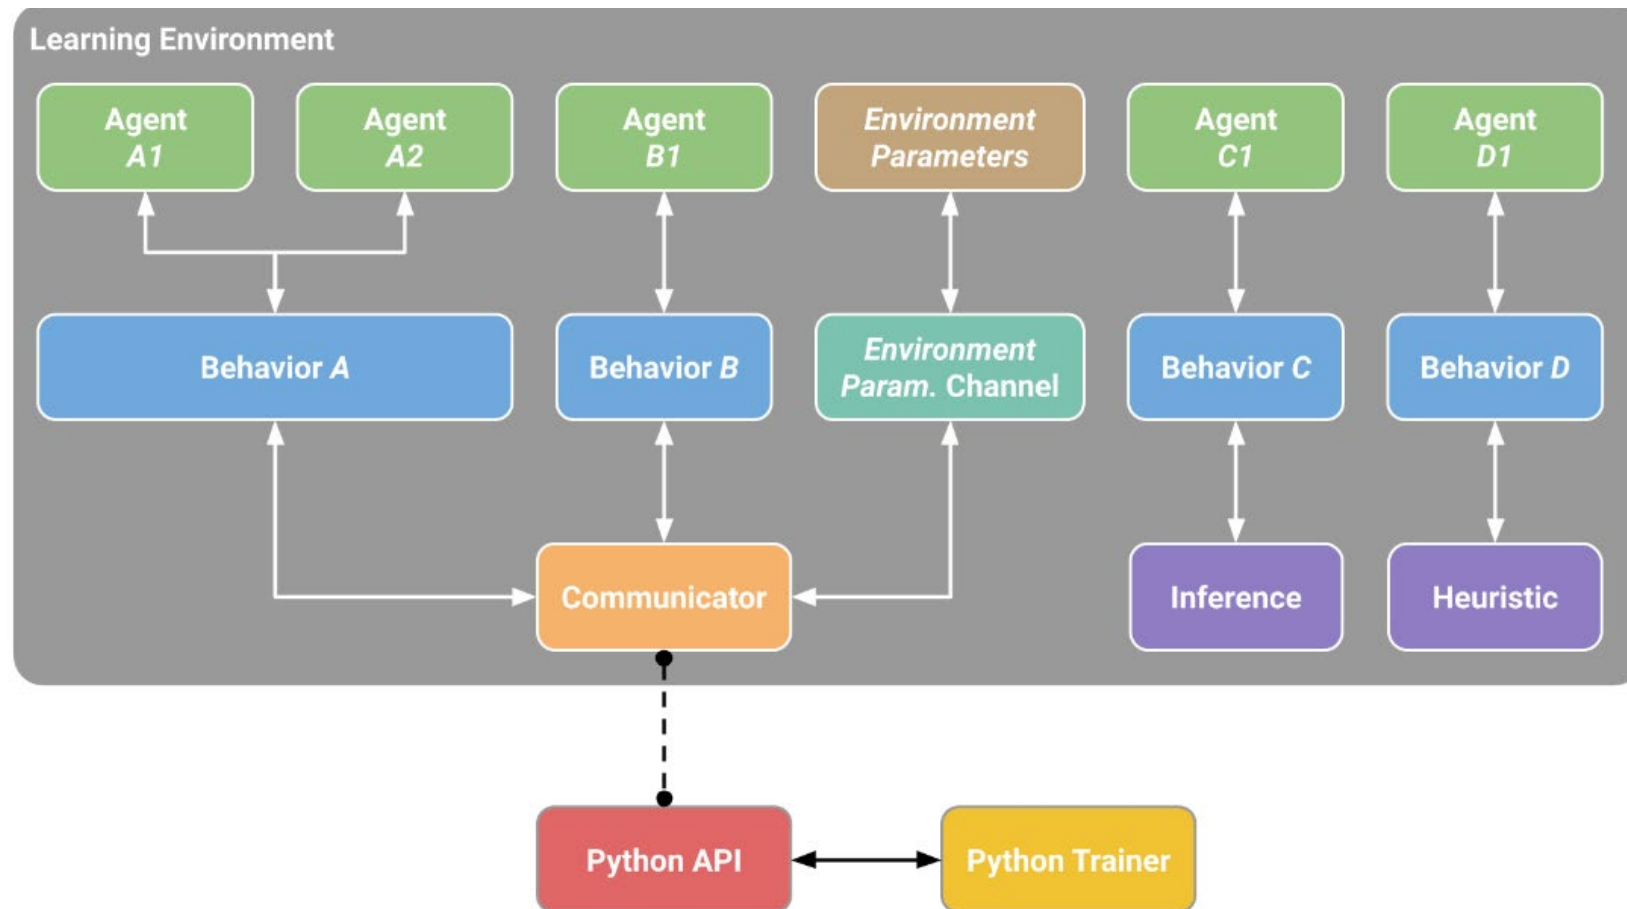 Learning Environment
Agent
A1
Agent
A2
Agent
B1
Environment
Parameters
Agent
C1
Agent
D1
Behavior A
Behavior B
Environment
Param. Channel
Behavior C
Behavior D
Communicator
Inference
Heuristic
Python API
Python Trainer